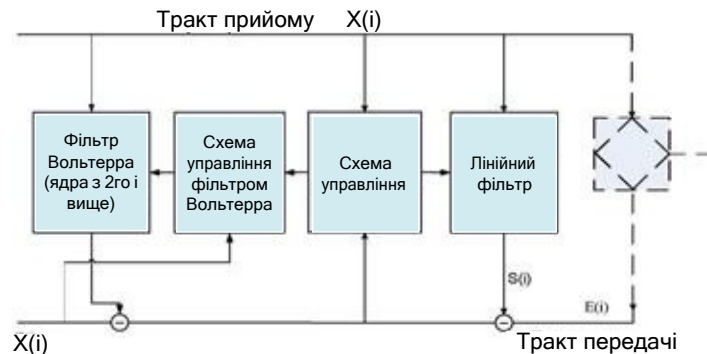 Тракт прийому X(i)
Фільтр
Вольтерра
(ядра з 2го і
вище)
Схема
управління
фільтром
Вольтерра
Схема
управління
Лінійний
фільтр
S(i)
E(i)
X(i)
Тракт передачі